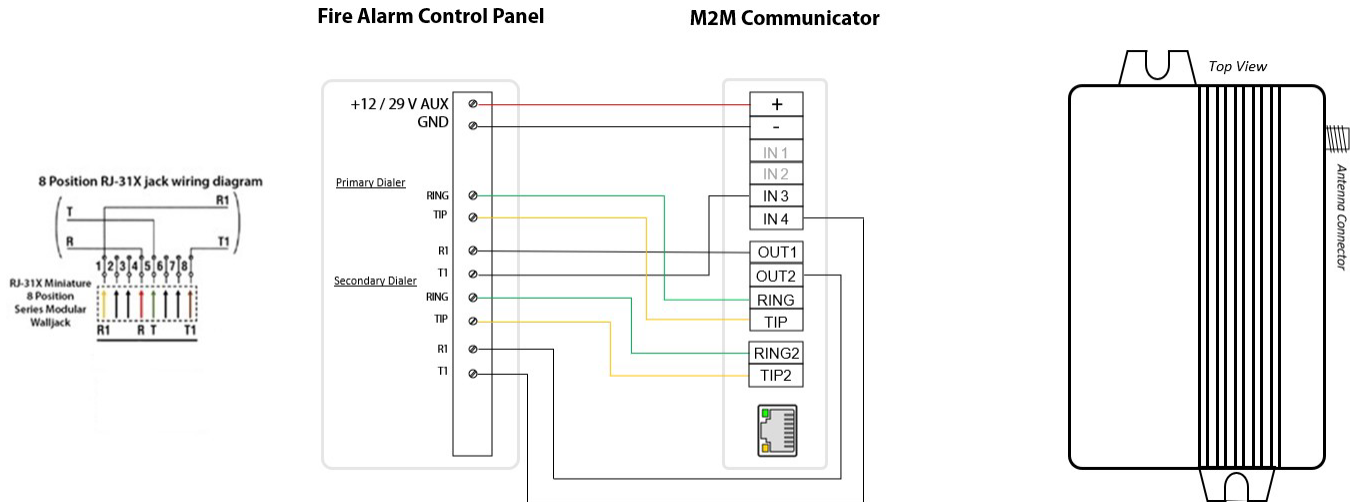 Fire Alarm Control Panel
M2M Communicator
Top View
Antenna Connector
8 Position RJ-31X jack wiring diagram
R1
T
R
T1
1 2 3 4 5 6 7 8
RJ-31X Miniature
8 Position
Series Modular
Walljack
R1 R T T1
+12 / 29 V AUX
GND
Primary Dialer
RING
TIP
R1
T1
Secondary Dialer
RING
TIP
R1
T1
+
-
IN 1
IN 2
IN 3
IN 4
OUT1
OUT2
RING
TIP
RING2
TIP2